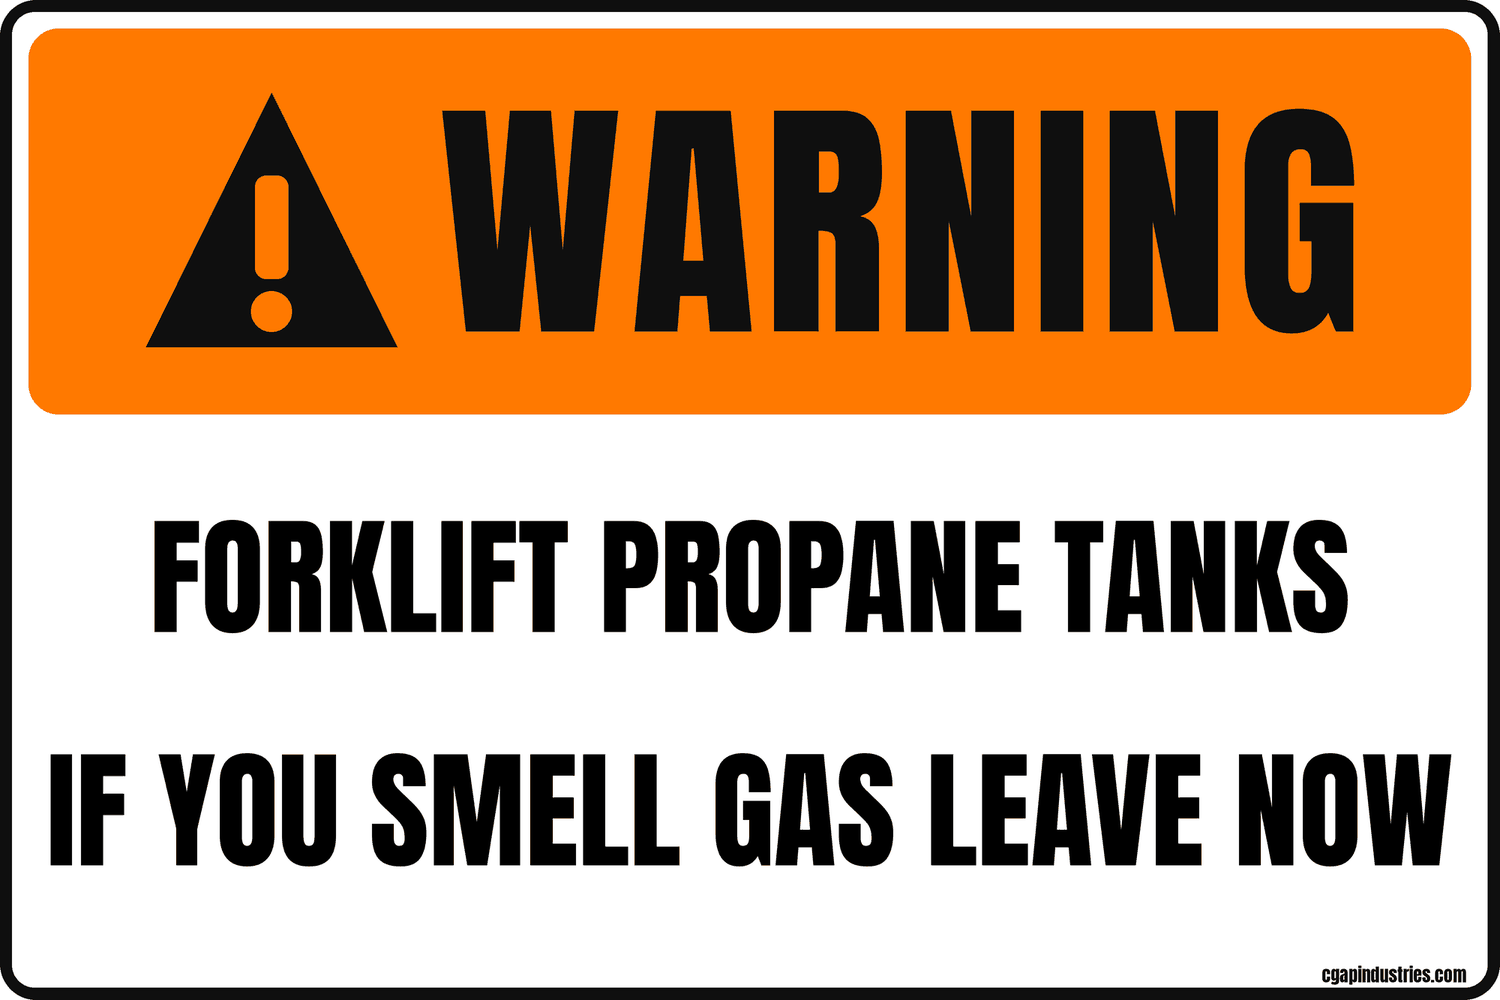 WARNING
FORKLIFT PROPANE TANKS
IF YOU SMELL GAS LEAVE NOW
cgapindustries.com